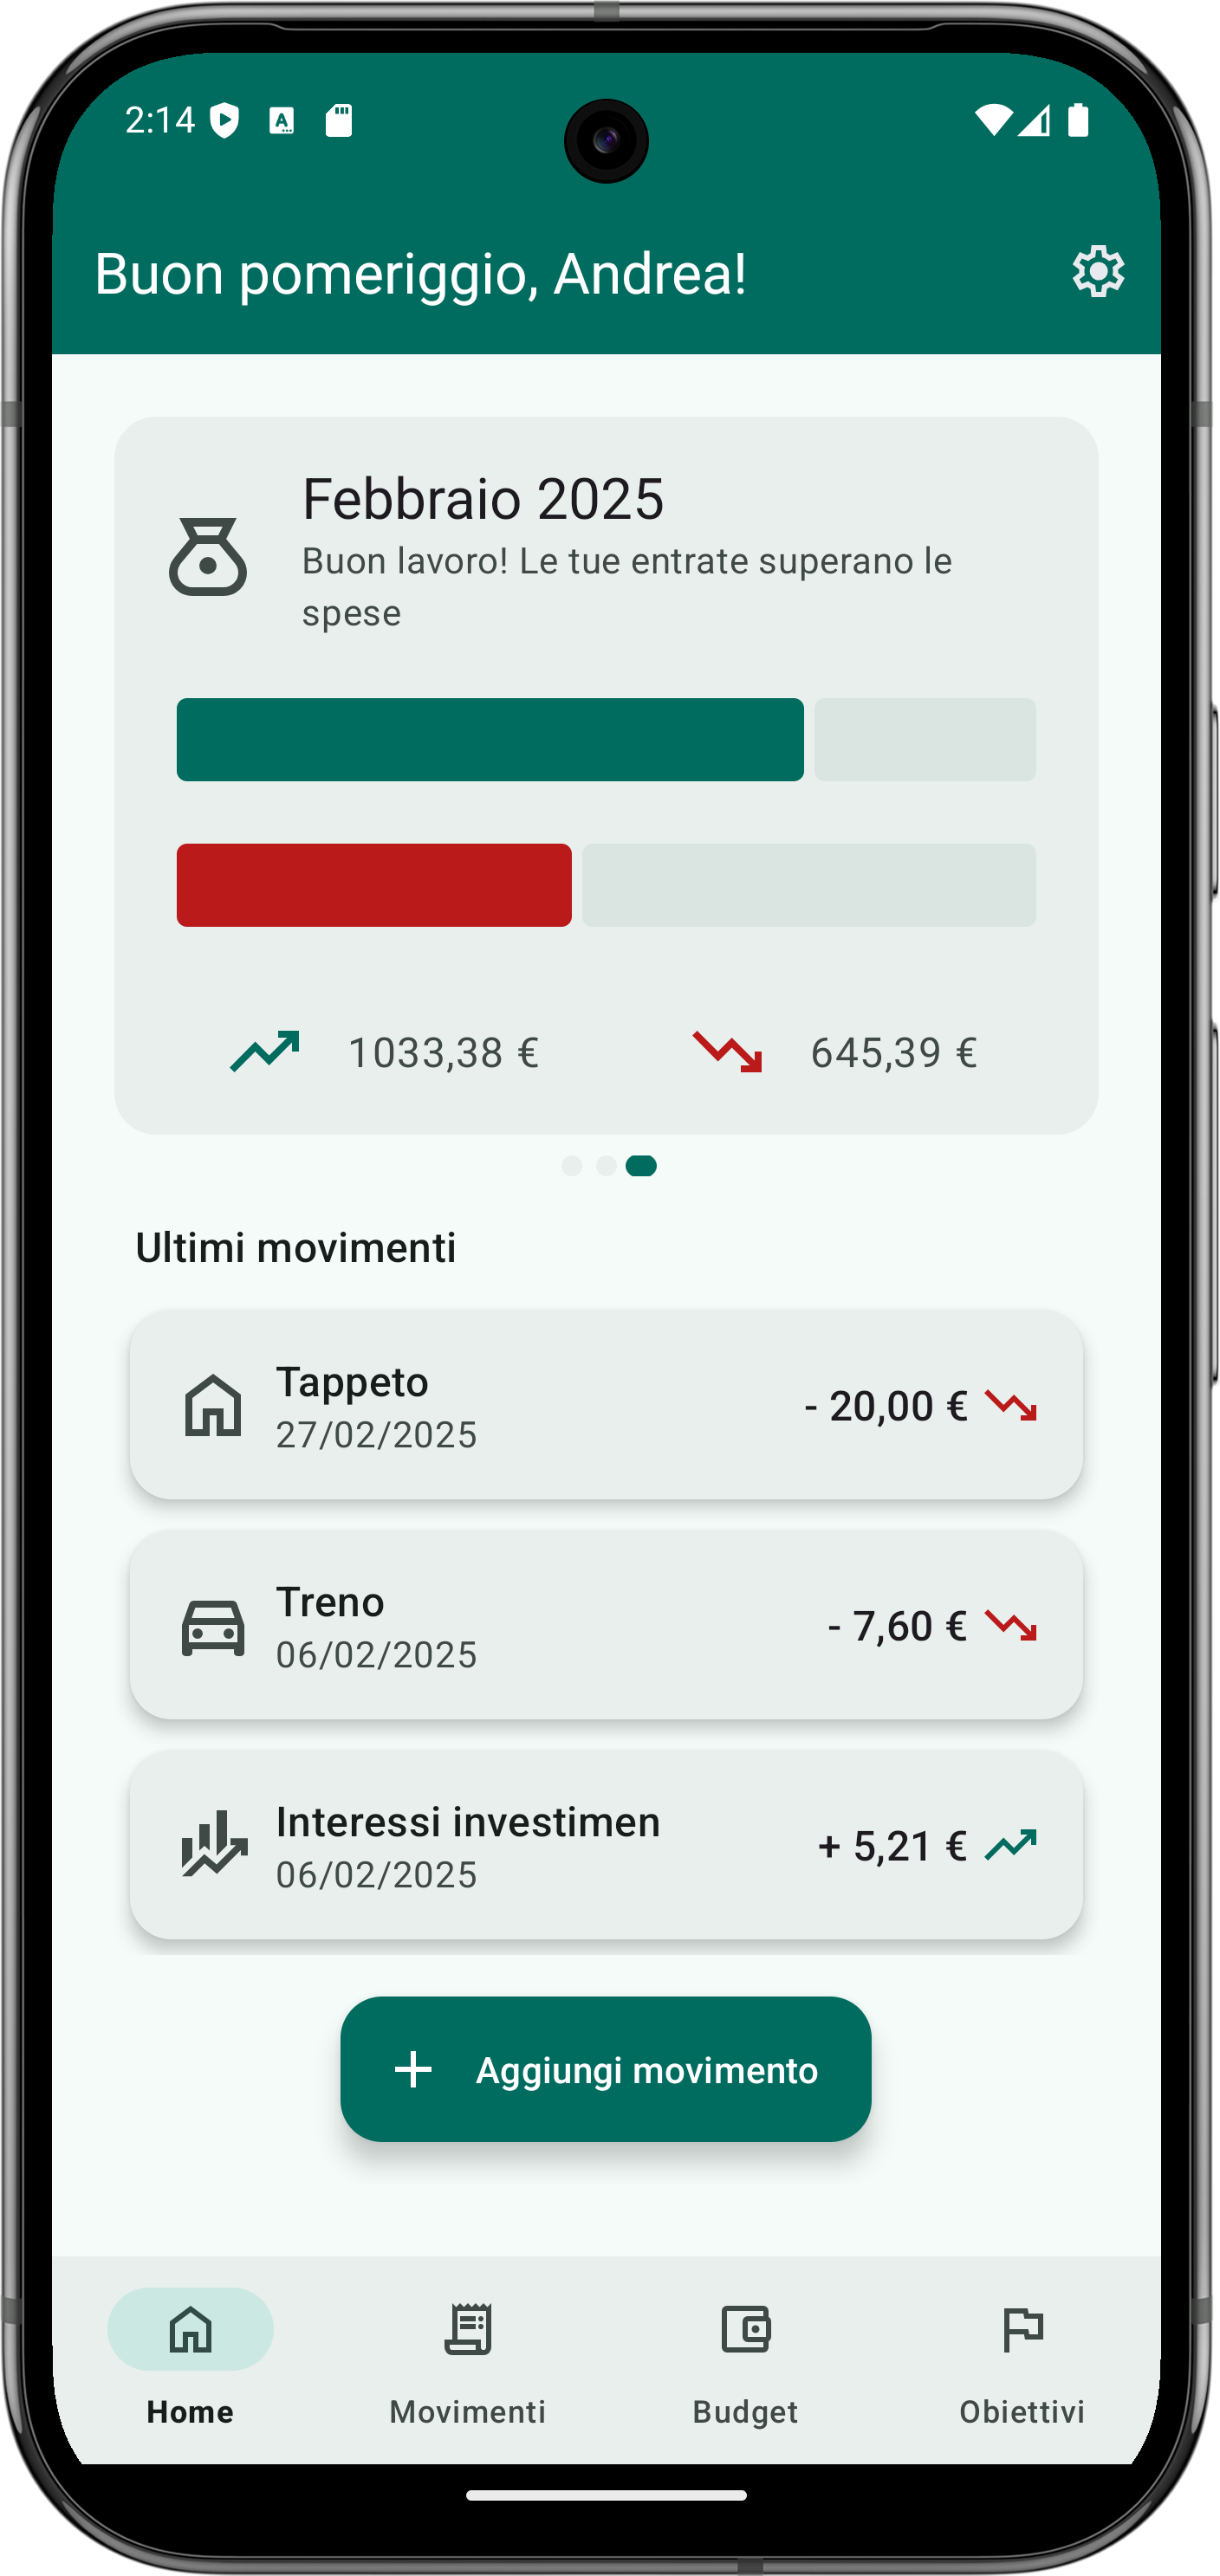 2:14
Buon pomeriggio, Andrea!
Febbraio 2025
Buon lavoro! Le tue entrate superano le
spese
1033,38 €
645,39 €
Ultimi movimenti
Tappeto
27/02/2025
- 20,00 €
Treno
06/02/2025
- 7,60 €
Interessi investimen
06/02/2025
+ 5,21 €
Aggiungi movimento
Home
Movimenti
Budget
Obiettivi